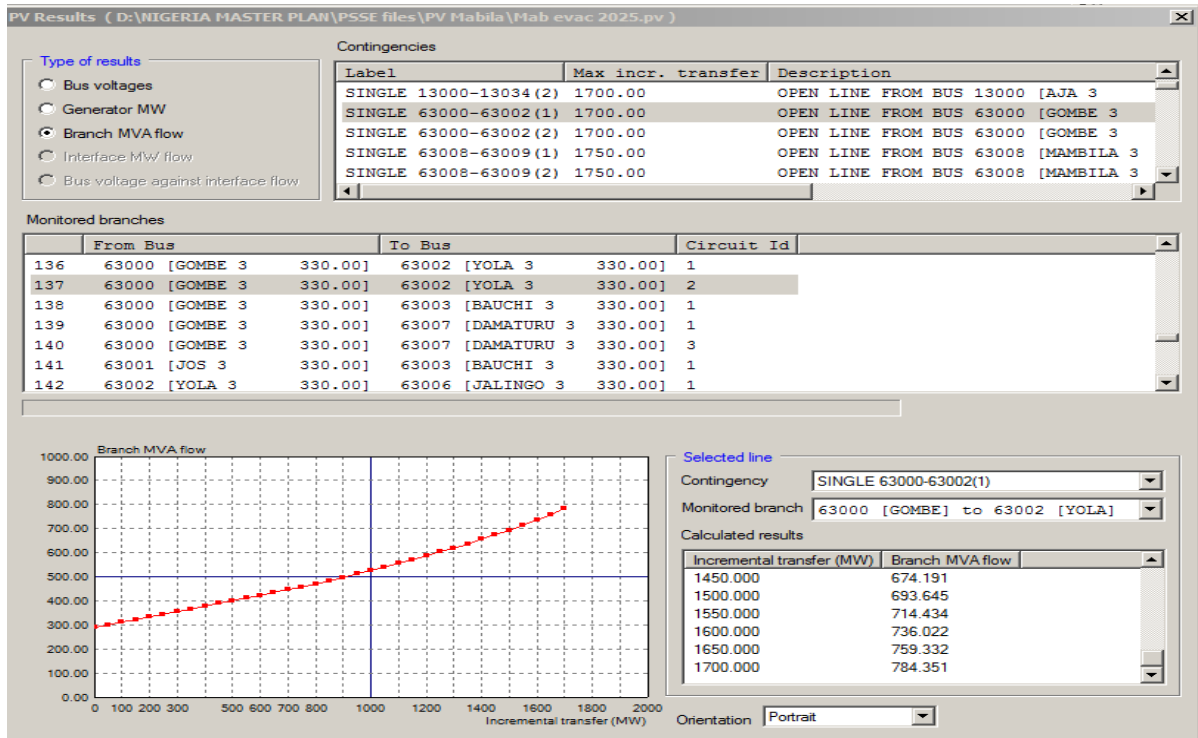 PV Results ( D:\NIGERIA MASTER PLAN\PSSE files\PV Mabila\Mab evac 2025.pv )
Type of results
Bus voltages
Generator MW
Branch MVA flow
Interface MW flow
Bus voltage against interface flow
Contingencies
Label Max incr. transfer Description
SINGLE 13000-13034(2) 1700.00 OPEN LINE FROM BUS 13000 [AJA 3
SINGLE 63000-63002(1) 1700.00 OPEN LINE FROM BUS 63000 [GOMBE 3
SINGLE 63000-63002(2) 1700.00 OPEN LINE FROM BUS 63000 [GOMBE 3
SINGLE 63008-63009(1) 1750.00 OPEN LINE FROM BUS 63008 [MAMBILA 3
SINGLE 63008-63009(2) 1750.00 OPEN LINE FROM BUS 63008 [MAMBILA 3
Monitored branches
From Bus To Bus Circuit Id
136 63000 [GOMBE 3 330.00] 63002 [YOLA 3 330.00] 1
137 63000 [GOMBE 3 330.00] 63002 [YOLA 3 330.00] 2
138 63000 [GOMBE 3 330.00] 63003 [BAUCHI 3 330.00] 1
139 63000 [GOMBE 3 330.00] 63007 [DAMATURU 3 330.00] 1
140 63000 [GOMBE 3 330.00] 63007 [DAMATURU 3 330.00] 3
141 63001 [JOS 3 330.00] 63003 [BAUCHI 3 330.00] 1
142 63002 [YOLA 3 330.00] 63006 [JALINGO 3 330.00] 1
Branch MVA flow
1000.00
900.00
800.00
700.00
600.00
500.00
400.00
300.00
200.00
100.00
0.00
0 100 200 300 500 600 700 800 1000 1200 1400 1600 1800 2000
Incremental transfer (MW)
Selected line
Contingency SINGLE 63000-63002(1)
Monitored branch 63000 [GOMBE] to 63002 [YOLA]
Calculated results
Incremental transfer (MW) Branch MVA flow
1450.000 674.191
1500.000 693.645
1550.000 714.434
1600.000 736.022
1650.000 759.332
1700.000 784.351
Orientation Portrait